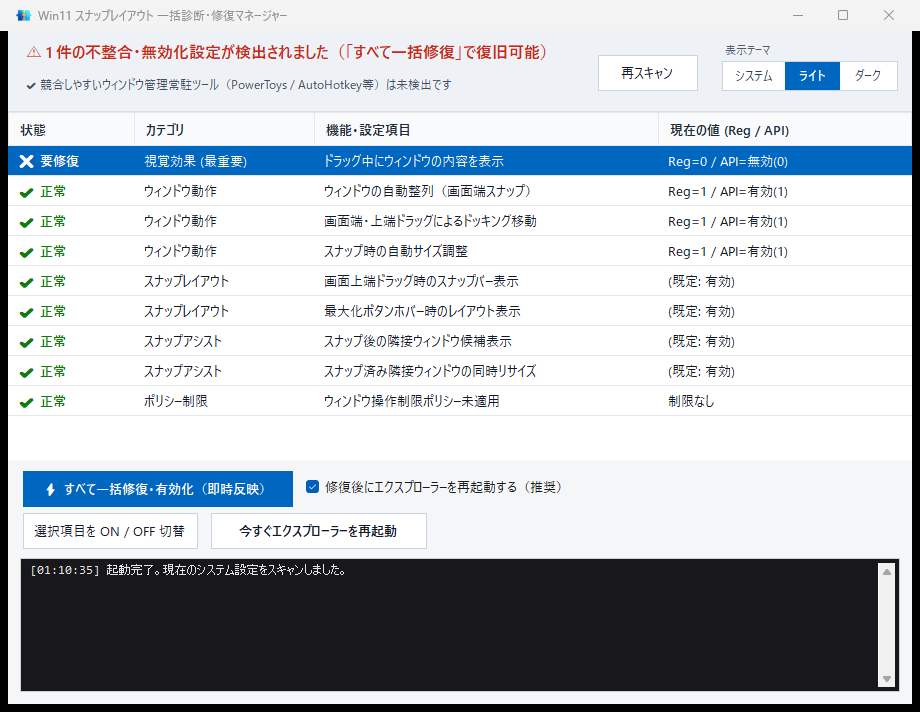 Win11 スナップレイアウト 一括診断・修復マネージャー
⚠ 1 件の不整合・無効化設定が検出されました（「すべて一括修復」で復旧可能）
✔ 競合しやすいウィンドウ管理常駐ツール（PowerToys / AutoHotkey等）は未検出です
再スキャン
表示テーマ
システム ライト ダーク
状態 カテゴリ 機能・設定項目 現在の値 (Reg / API)
✖ 要修復 視覚効果 (最重要) ドラッグ中にウィンドウの内容を表示 Reg=0 / API=無効(0)
✔ 正常 ウィンドウ動作 ウィンドウの自動整列（画面端スナップ） Reg=1 / API=有効(1)
✔ 正常 ウィンドウ動作 画面端・上端ドラッグによるドッキング移動 Reg=1 / API=有効(1)
✔ 正常 ウィンドウ動作 スナップ時の自動サイズ調整 Reg=1 / API=有効(1)
✔ 正常 スナップレイアウト 画面上端ドラッグ時のスナップバー表示 (既定: 有効)
✔ 正常 スナップレイアウト 最大化ボタンホバー時のレイアウト表示 (既定: 有効)
✔ 正常 スナップアシスト スナップ後の隣接ウィンドウ候補表示 (既定: 有効)
✔ 正常 スナップアシスト スナップ済み隣接ウィンドウの同時リサイズ (既定: 有効)
✔ 正常 ポリシー制限 ウィンドウ操作制限ポリシー未適用 制限なし
⚡ すべて一括修復・有効化（即時反映） 修復後にエクスプローラーを再起動する（推奨）
選択項目を ON / OFF 切替 今すぐエクスプローラーを再起動
[01:10:35] 起動完了。現在のシステム設定をスキャンしました。